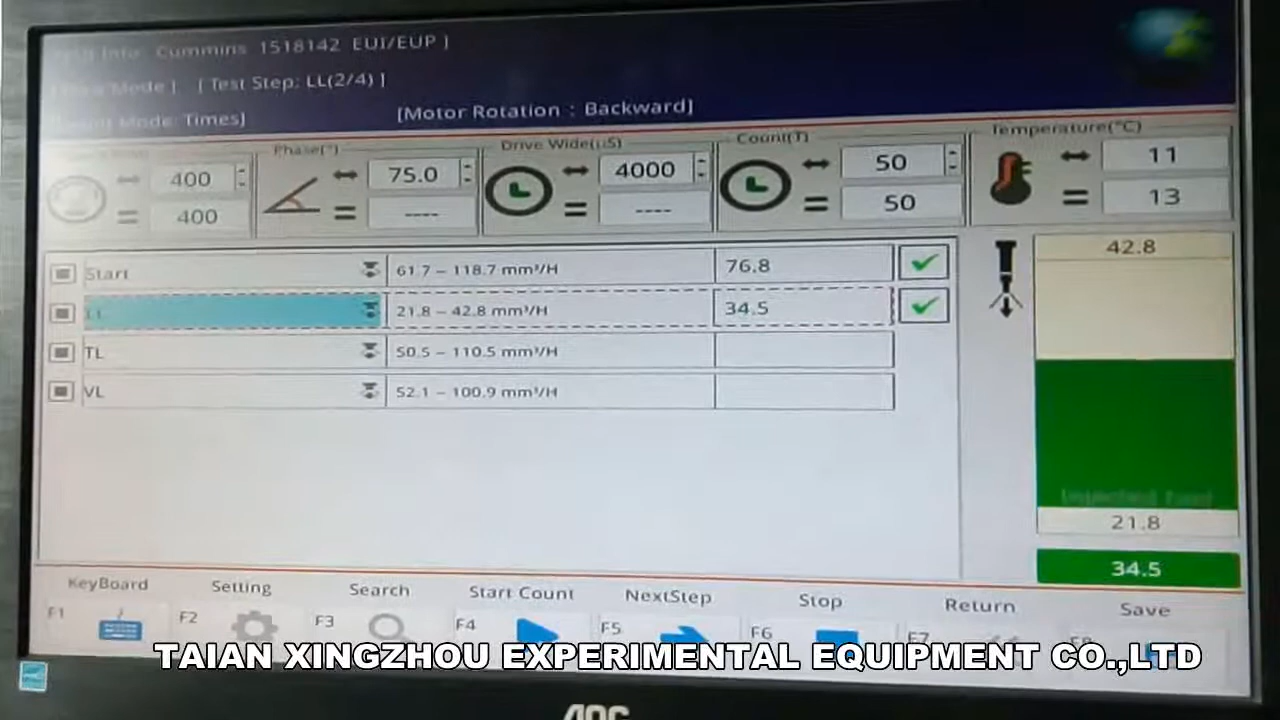 Cummins 1518142 EUI/EUP ]
Mode ] [ Test Step: LL(2/4) ]
Mode: Times] [Motor Rotation : Backward]
Phase(°) Drive Wide(uS) Count(T) Temperature(°C)
400 75.0 4000 50 11
400 ---- ---- 50 13
Start 61.7 – 118.7 mm³/H 76.8
21.8 – 42.8 mm³/H 34.5
TL 50.5 – 110.5 mm³/H
VL 52.1 – 100.9 mm³/H
42.8
21.8
34.5
KeyBoard Setting Search Start Count NextStep Stop Return Save
F1 F2 F3 F4 F5 F6 F7 F8
TAIAN XINGZHOU EXPERIMENTAL EQUIPMENT CO.,LTD
AOC